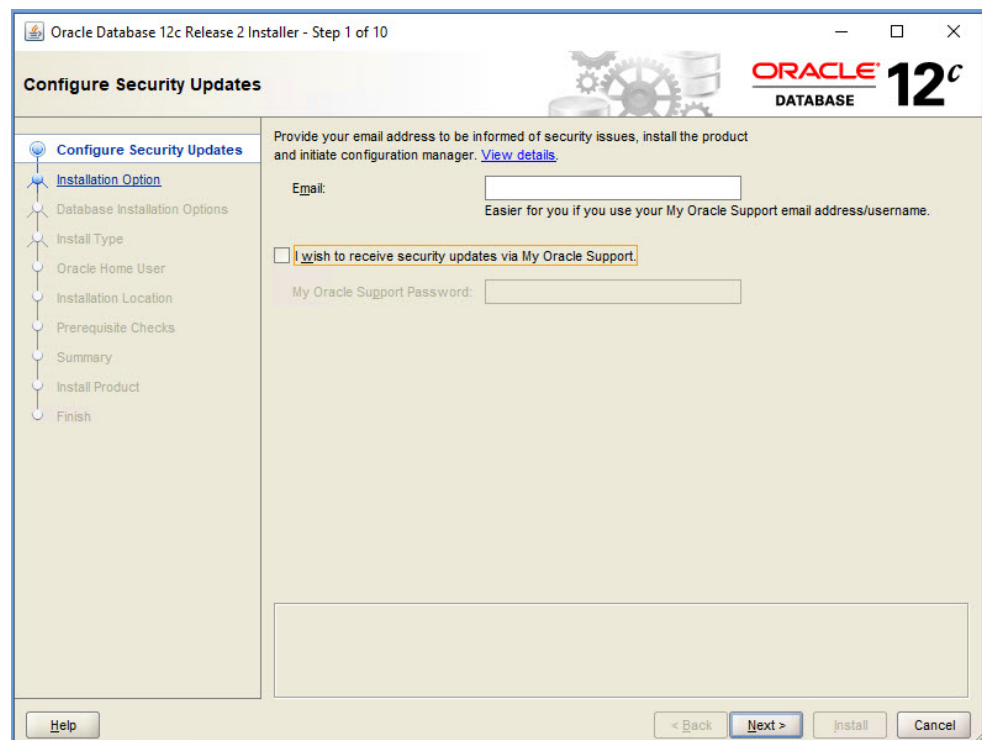 Oracle Database 12c Release 2 Installer - Step 1 of 10
Configure Security Updates
ORACLE®
DATABASE
12c
Configure Security Updates
Installation Option
Database Installation Options
Install Type
Oracle Home User
Installation Location
Prerequisite Checks
Summary
Install Product
Finish
Provide your email address to be informed of security issues, install the product
and initiate configuration manager. View details.
Email:
Easier for you if you use your My Oracle Support email address/username.
I wish to receive security updates via My Oracle Support.
My Oracle Support Password:
Help
< Back
Next >
Install
Cancel